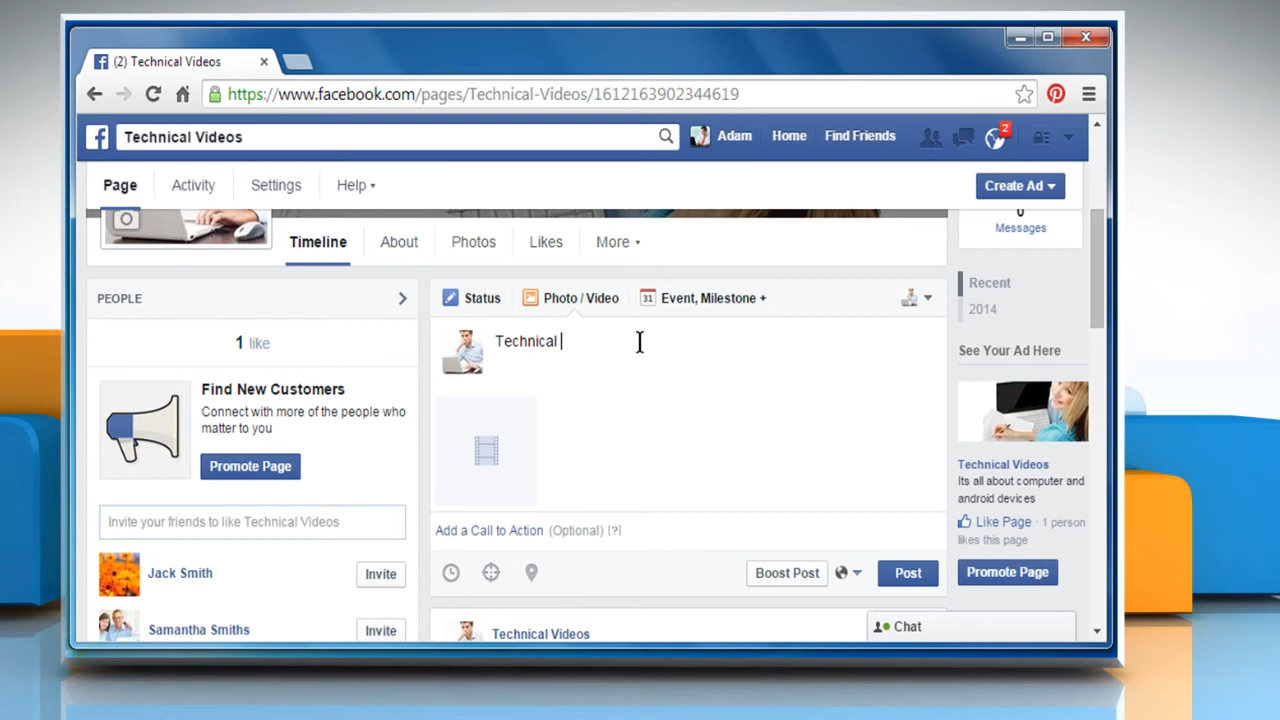 (2) Technical Videos
https://www.facebook.com/pages/Technical-Videos/1612163902344619
Technical Videos
Adam
Home
Find Friends
2
Page
Activity
Settings
Help
Create Ad
Timeline
About
Photos
Likes
More
0
Messages
Recent
2014
PEOPLE
1 like
Find New Customers
Connect with more of the people who
matter to you
Promote Page
Invite your friends to like Technical Videos
Jack Smith
Invite
Samantha Smiths
Invite
Status
Photo / Video
31
Event, Milestone +
Technical
Add a Call to Action (Optional) [?]
Boost Post
Post
Technical Videos
See Your Ad Here
Technical Videos
Its all about computer and
android devices
Like Page · 1 person
likes this page
Promote Page
Chat